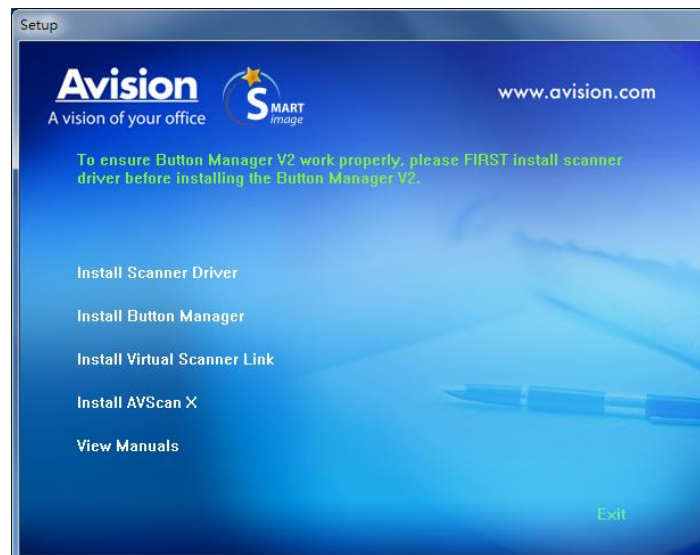 Setup
Avision
A vision of your office
SMART
image
www.avision.com
To ensure Button Manager V2 work properly, please FIRST install scanner
driver before installing the Button Manager V2.
Install Scanner Driver
Install Button Manager
Install Virtual Scanner Link
Install AVScan X
View Manuals
Exit